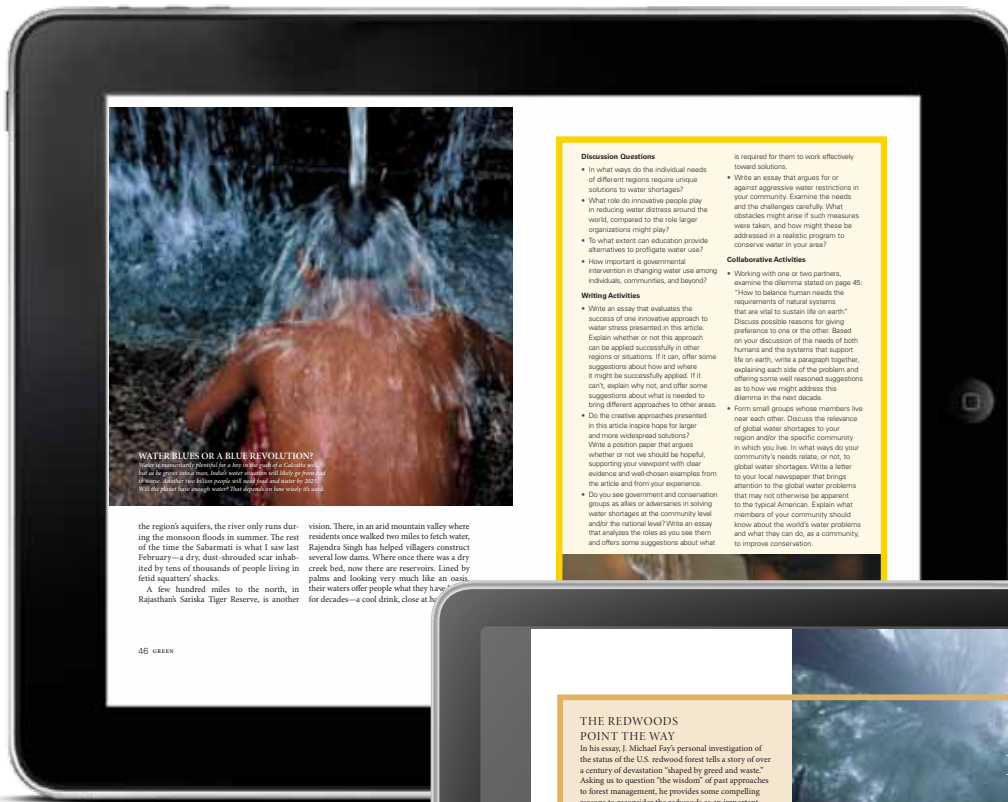 WATER BLUES OR A BLUE REVOLUTION?
Water is momentarily plentiful for a boy in the gush of a Calcutta well,
but as he grows into a man, India's water situation will likely go from bad
to worse. Another two billion people will need food and water by 2025.
Will the planet have enough water? That depends on how wisely it's used.
the region's aquifers, the river only runs dur-
ing the monsoon floods in summer. The rest
of the time the Sabarmati is what I saw last
February—a dry, dust-shrouded scar inhab-
ited by tens of thousands of people living in
fetid squatters' shacks.
A few hundred miles to the north, in
Rajasthan's Sariska Tiger Reserve, is another
vision. There, in an arid mountain valley where
residents once walked two miles to fetch water,
Rajendra Singh has helped villagers construct
several low dams. Where once there was a dry
creek bed, now there are reservoirs. Lined by
palms and looking very much like an oasis,
their waters offer people what they have
for decades—a cool drink, close at
46 GREEN
Discussion Questions
• In what ways do the individual needs
of different regions require unique
solutions to water shortages?
• What role do innovative people play
in reducing water distress around the
world, compared to the role larger
organizations might play?
• To what extent can education provide
alternatives to profligate water use?
• How important is governmental
intervention in changing water use among
individuals, communities, and beyond?
Writing Activities
• Write an essay that evaluates the
success of one innovative approach to
water stress presented in this article.
Explain whether or not this approach
can be applied successfully in other
regions or situations. If it can, offer some
suggestions about how and where
it might be successfully applied. If it
can't, explain why not, and offer some
suggestions about what is needed to
bring different approaches to other areas.
• Do the creative approaches presented
in this article inspire hope for larger
and more widespread solutions?
Write a position paper that argues
whether or not we should be hopeful,
supporting your viewpoint with clear
evidence and well-chosen examples from
the article and from your experience.
• Do you see government and conservation
groups as allies or adversaries in solving
water shortages at the community level
and/or the national level? Write an essay
that analyzes the roles as you see them
and offers some suggestions about what
is required for them to work effectively
toward solutions.
• Write an essay that argues for or
against aggressive water restrictions in
your community. Examine the needs
and the challenges carefully. What
obstacles might arise if such measures
were taken, and how might these be
addressed in a realistic program to
conserve water in your area?
Collaborative Activities
• Working with one or two partners,
examine the dilemma stated on page 45:
"How to balance human needs the
requirements of natural systems
that are vital to sustain life on earth."
Discuss possible reasons for giving
preference to one or the other. Based
on your discussion of the needs of both
humans and the systems that support
life on earth, write a paragraph together,
explaining each side of the problem and
offering some well reasoned suggestions
as to how we might address this
dilemma in the next decade.
• Form small groups whose members live
near each other. Discuss the relevance
of global water shortages to your
region and/or the specific community
in which you live. In what ways do your
community's needs relate, or not, to
global water shortages. Write a letter
to your local newspaper that brings
attention to the global water problems
that may not otherwise be apparent
to the typical American. Explain what
members of your community should
know about the world's water problems
and what they can do, as a community,
to improve conservation.
THE REDWOODS
POINT THE WAY
In his essay, J. Michael Fay's personal investigation of
the status of the U.S. redwood forest tells a story of over
a century of devastation "shaped by greed and waste."
Asking us to question "the wisdom" of past approaches
to forest management, he provides some compelling
reasons to reconsider the redwoods as an important